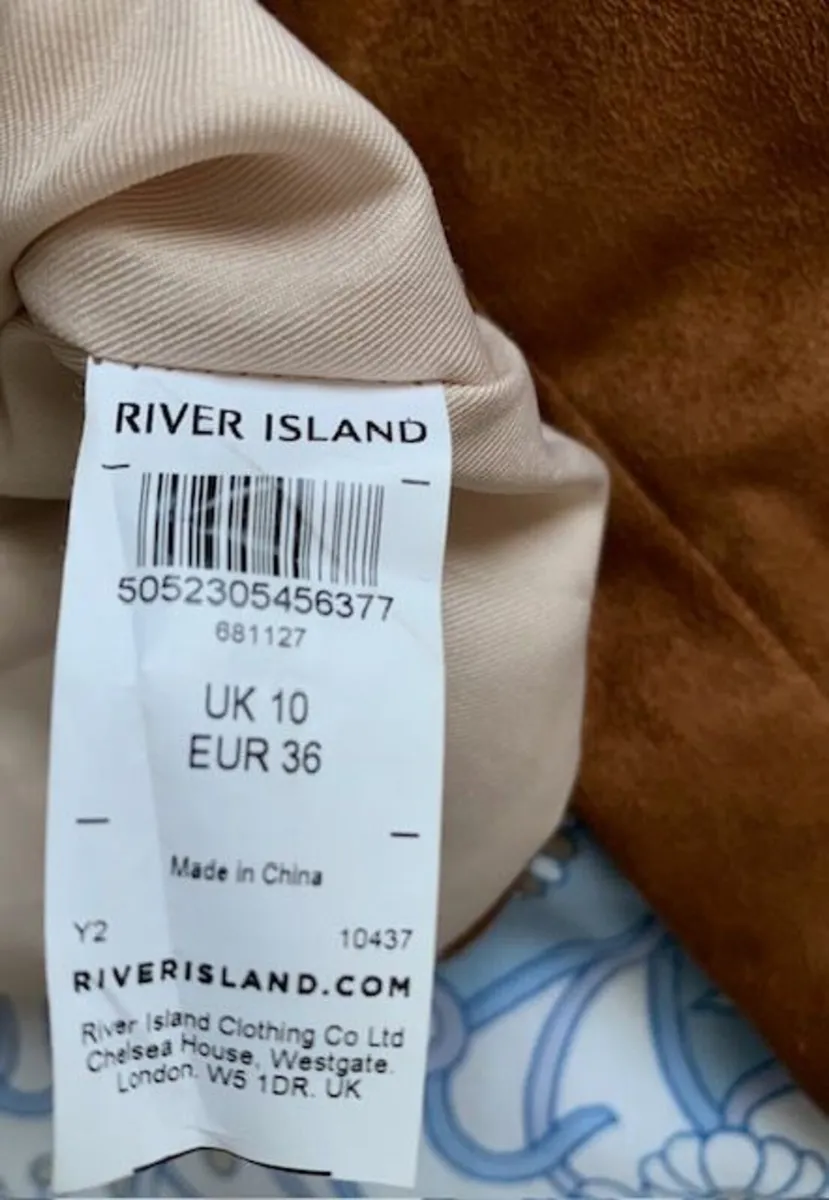 RIVER ISLAND
5052305456377
681127
UK 10
EUR 36
Made in China
Y2 10437
RIVERISLAND.COM
River Island Clothing Co Ltd
Chelsea House, Westgate.
London. W5 1DR. UK